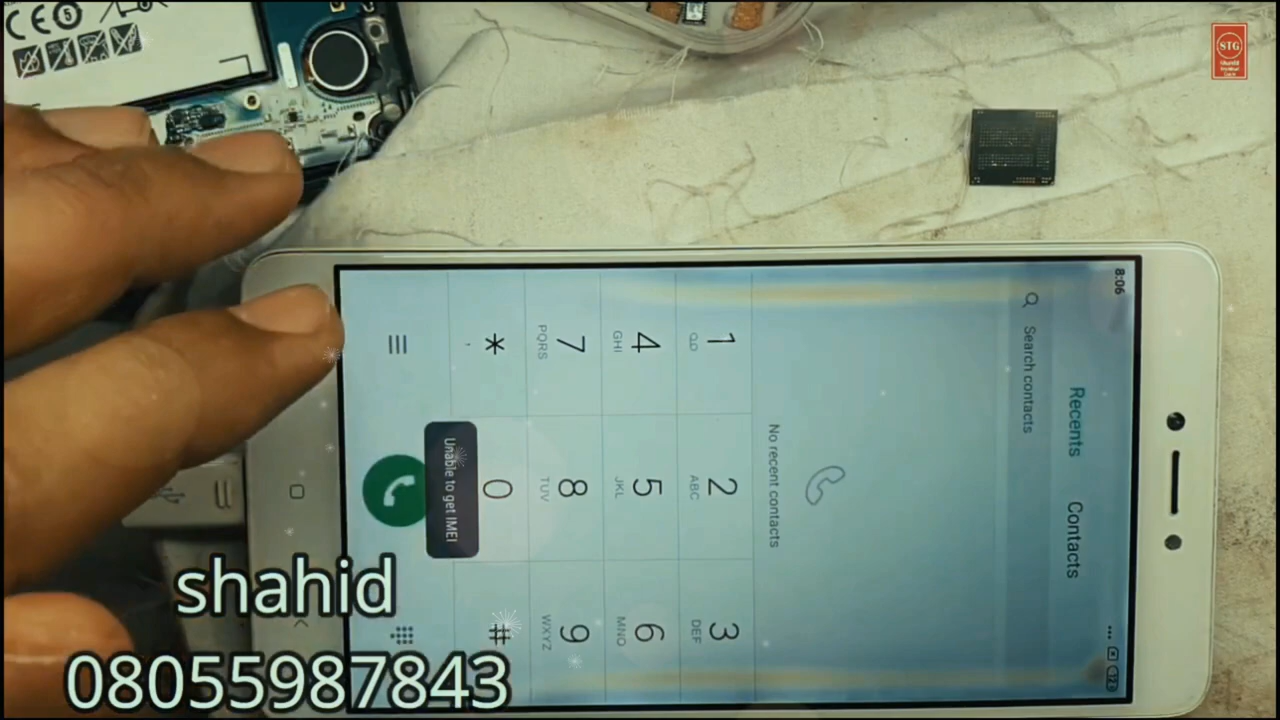 CE
STG
8:06
Recents
Contacts
Search contacts
No recent contacts
1
2 ABC
3 DEF
4 GHI
5 JKL
6 MNO
7 PQRS
8 TUV
9 WXYZ
* ,
0
#
Unable to get IMEI
shahid
08055987843